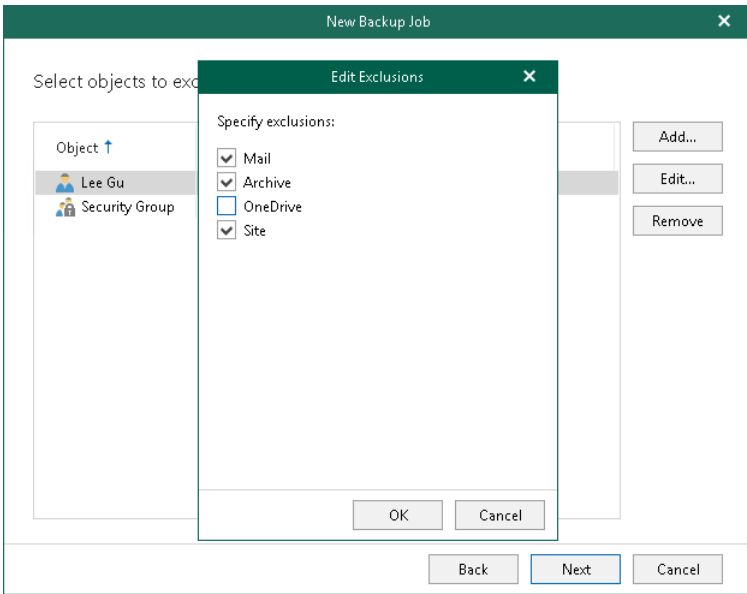 New Backup Job
Select objects to exc
Object
Lee Gu
Security Group
Add...
Edit...
Remove
Edit Exclusions
Specify exclusions:
Mail
Archive
OneDrive
Site
OK Cancel
Back Next Cancel